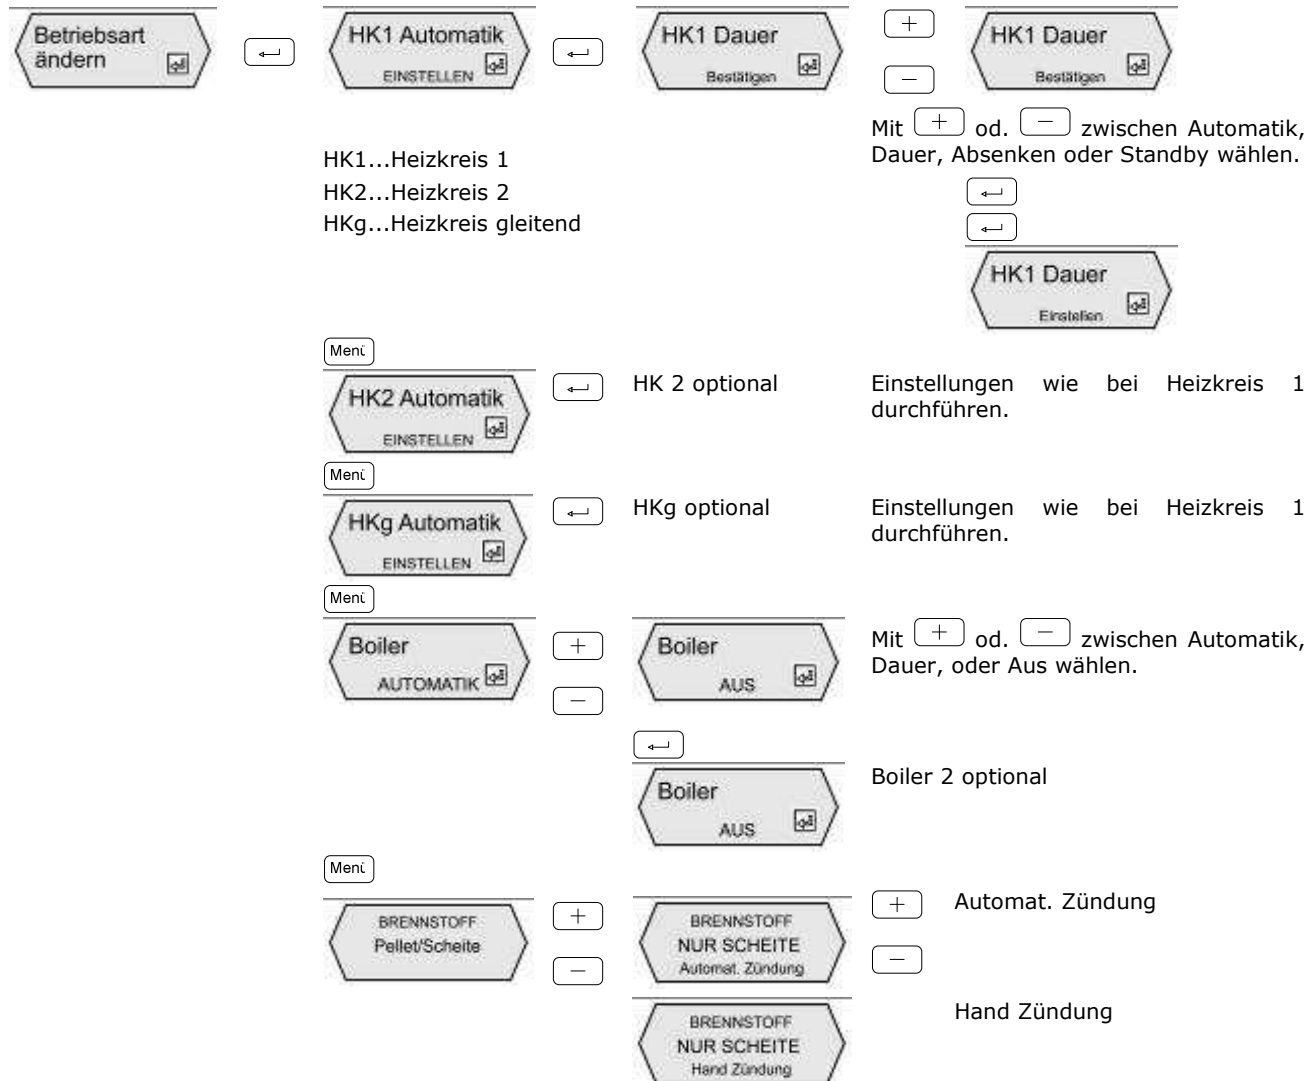 Betriebsart
ändern
HK1 Automatik
EINSTELLEN
HK1 Dauer
Bestätigen
+
−
HK1 Dauer
Bestätigen
Mit + od. − zwischen Automatik,
Dauer, Absenken oder Standby wählen.
HK1...Heizkreis 1
HK2...Heizkreis 2
HKg...Heizkreis gleitend
HK1 Dauer
Einstellen
Menü
HK2 Automatik
EINSTELLEN
HK 2 optional
Einstellungen wie bei Heizkreis 1
durchführen.
Menü
HKg Automatik
EINSTELLEN
HKg optional
Einstellungen wie bei Heizkreis 1
durchführen.
Menü
Boiler
AUTOMATIK
+
−
Boiler
AUS
Mit + od. − zwischen Automatik,
Dauer, oder Aus wählen.
Boiler
AUS
Boiler 2 optional
Menü
BRENNSTOFF
Pellet/Scheite
+
−
BRENNSTOFF
NUR SCHEITE
Automat. Zündung
+
−
Automat. Zündung
BRENNSTOFF
NUR SCHEITE
Hand Zündung
Hand Zündung